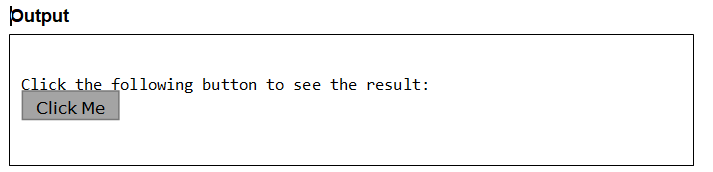 Output
Click the following button to see the result:
Click Me